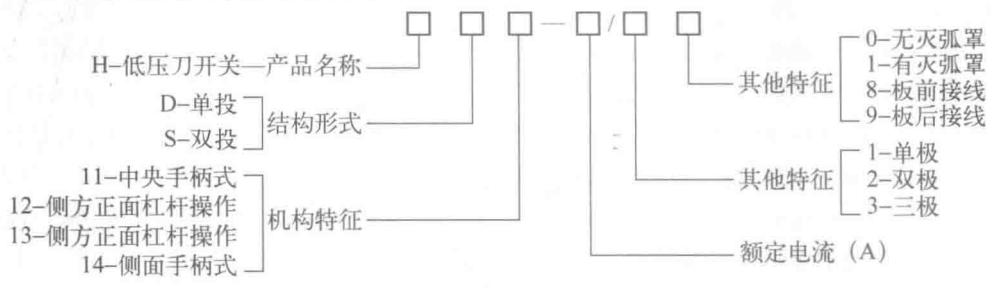 □ □ □—□/□ □
H–低压刀开关—产品名称
D–单投
S–双投
结构形式
11–中央手柄式
12–侧方正面杠杆操作
13–侧方正面杠杆操作
14–侧面手柄式
机构特征
其他特征
0–无灭弧罩
1–有灭弧罩
8–板前接线
9–板后接线
其他特征
1–单极
2–双极
3–三极
额定电流（A）